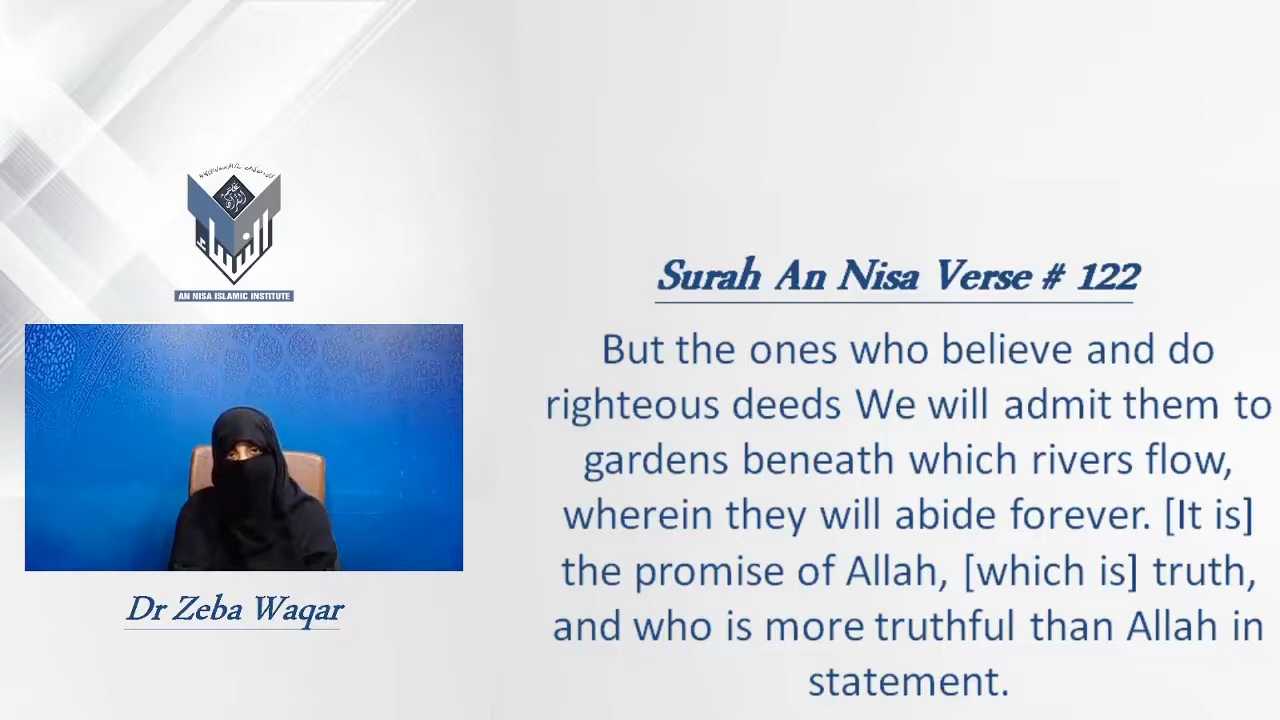 AN NISA ISLAMIC INSTITUTE
Dr Zeba Waqar
Surah An Nisa Verse # 122
But the ones who believe and do
righteous deeds We will admit them to
gardens beneath which rivers flow,
wherein they will abide forever. [It is]
the promise of Allah, [which is] truth,
and who is more truthful than Allah in
statement.